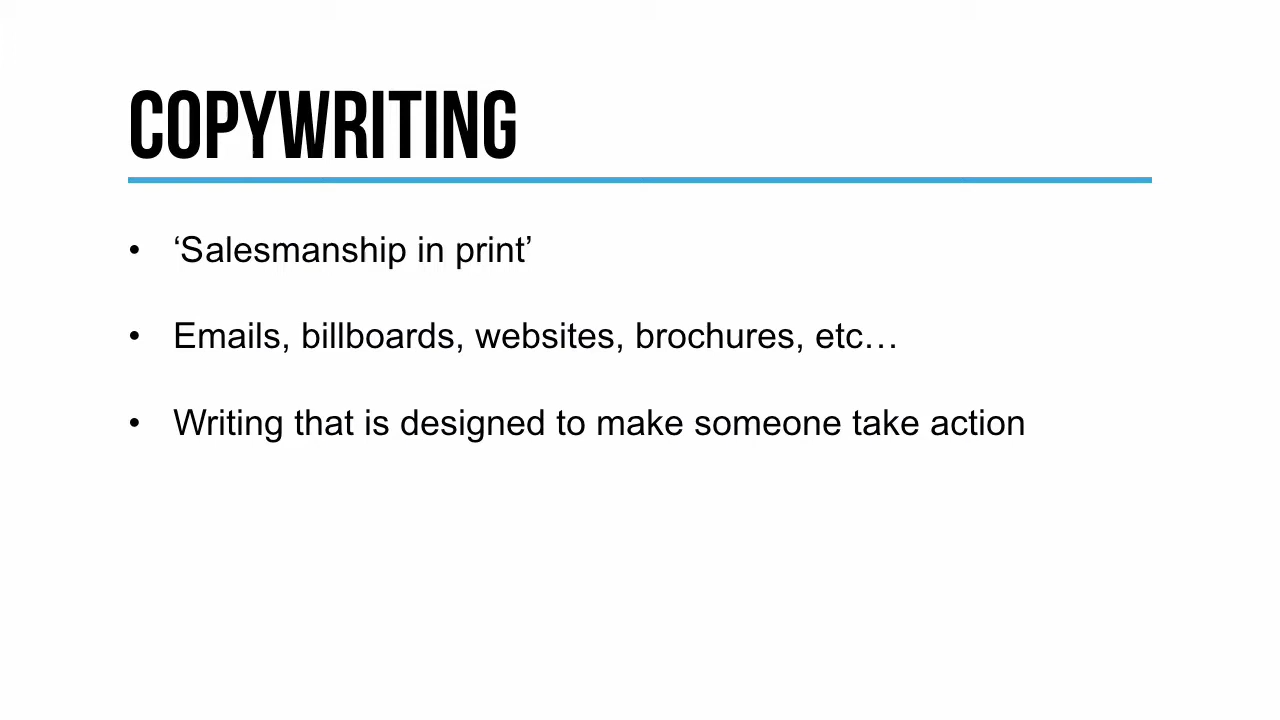 COPYWRITING
• ‘Salesmanship in print’
• Emails, billboards, websites, brochures, etc…
• Writing that is designed to make someone take action